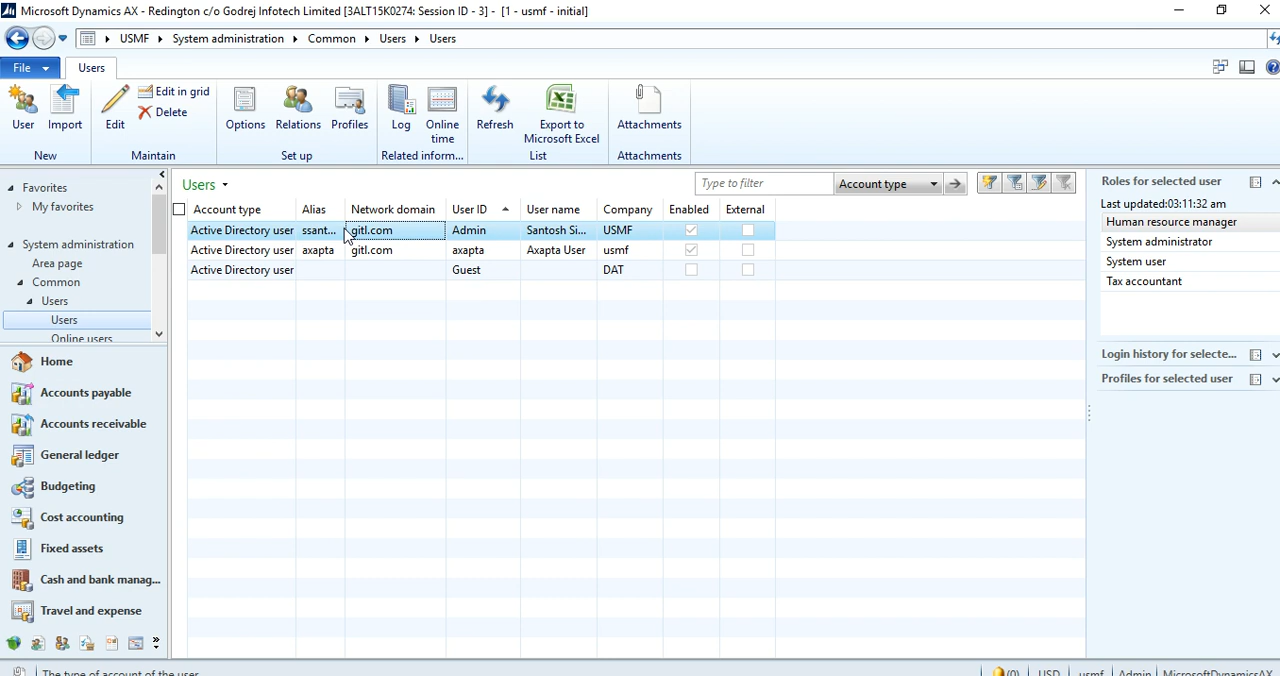 Microsoft Dynamics AX - Redington c/o Godrej Infotech Limited [3ALT15K0274: Session ID - 3] - [1 - usmf - initial]
USMF System administration Common Users Users
File Users
User Import Edit Edit in grid Delete Options Relations Profiles Log Online time Refresh Export to Microsoft Excel Attachments
New Maintain Set up Related inform... List Attachments
Favorites
My favorites
System administration
Area page
Common
Users
Users
Online users
Home
Accounts payable
Accounts receivable
General ledger
Budgeting
Cost accounting
Fixed assets
Cash and bank manag...
Travel and expense
Users Type to filter Account type
Account type Alias Network domain User ID User name Company Enabled External
Active Directory user ssant... gitl.com Admin Santosh Si... USMF
Active Directory user axapta gitl.com axapta Axapta User usmf
Active Directory user Guest DAT
Roles for selected user
Last updated:03:11:32 am
Human resource manager
System administrator
System user
Tax accountant
Login history for selecte...
Profiles for selected user
The type of account of the user. (0) USD usmf Admin MicrosoftDynamicsAX